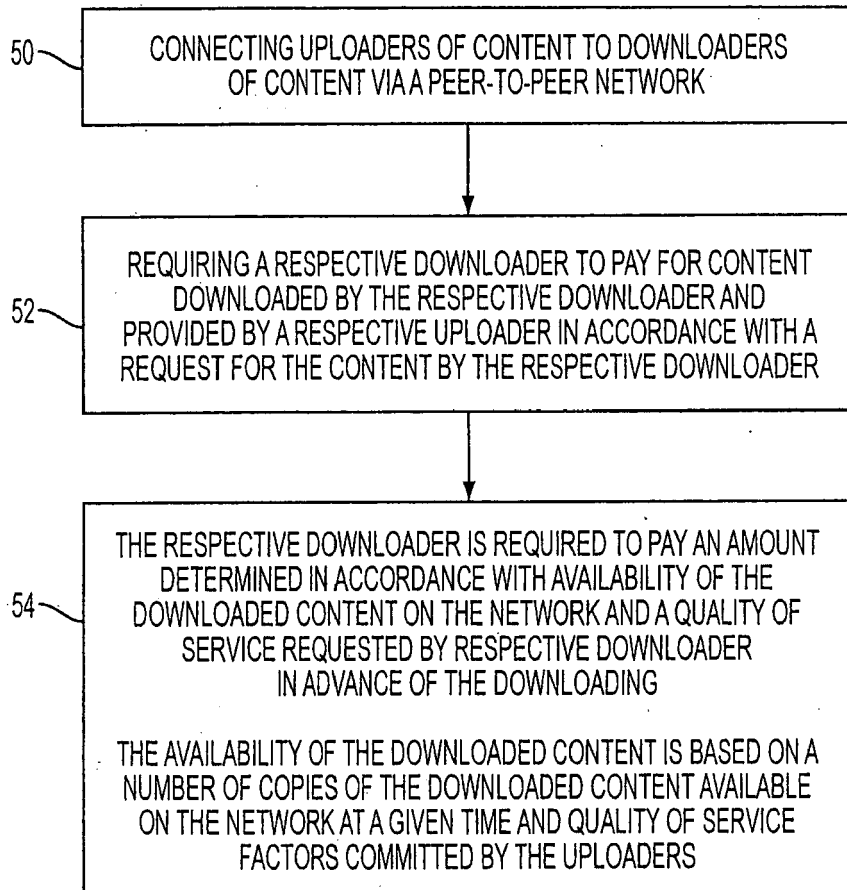 50
CONNECTING UPLOADERS OF CONTENT TO DOWNLOADERS
OF CONTENT VIA A PEER-TO-PEER NETWORK
52
REQUIRING A RESPECTIVE DOWNLOADER TO PAY FOR CONTENT
DOWNLOADED BY THE RESPECTIVE DOWNLOADER AND
PROVIDED BY A RESPECTIVE UPLOADER IN ACCORDANCE WITH A
REQUEST FOR THE CONTENT BY THE RESPECTIVE DOWNLOADER
54
THE RESPECTIVE DOWNLOADER IS REQUIRED TO PAY AN AMOUNT
DETERMINED IN ACCORDANCE WITH AVAILABILITY OF THE
DOWNLOADED CONTENT ON THE NETWORK AND A QUALITY OF
SERVICE REQUESTED BY RESPECTIVE DOWNLOADER
IN ADVANCE OF THE DOWNLOADING
THE AVAILABILITY OF THE DOWNLOADED CONTENT IS BASED ON A
NUMBER OF COPIES OF THE DOWNLOADED CONTENT AVAILABLE
ON THE NETWORK AT A GIVEN TIME AND QUALITY OF SERVICE
FACTORS COMMITTED BY THE UPLOADERS